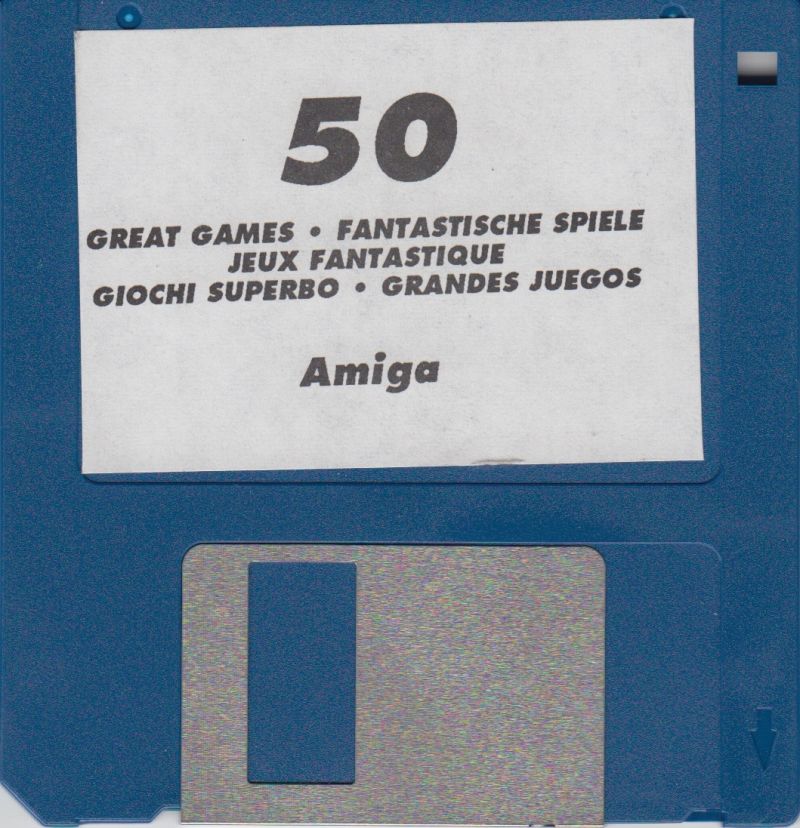 50
GREAT GAMES • FANTASTISCHE SPIELE
JEUX FANTASTIQUE
GIOCHI SUPERBO • GRANDES JUEGOS
Amiga